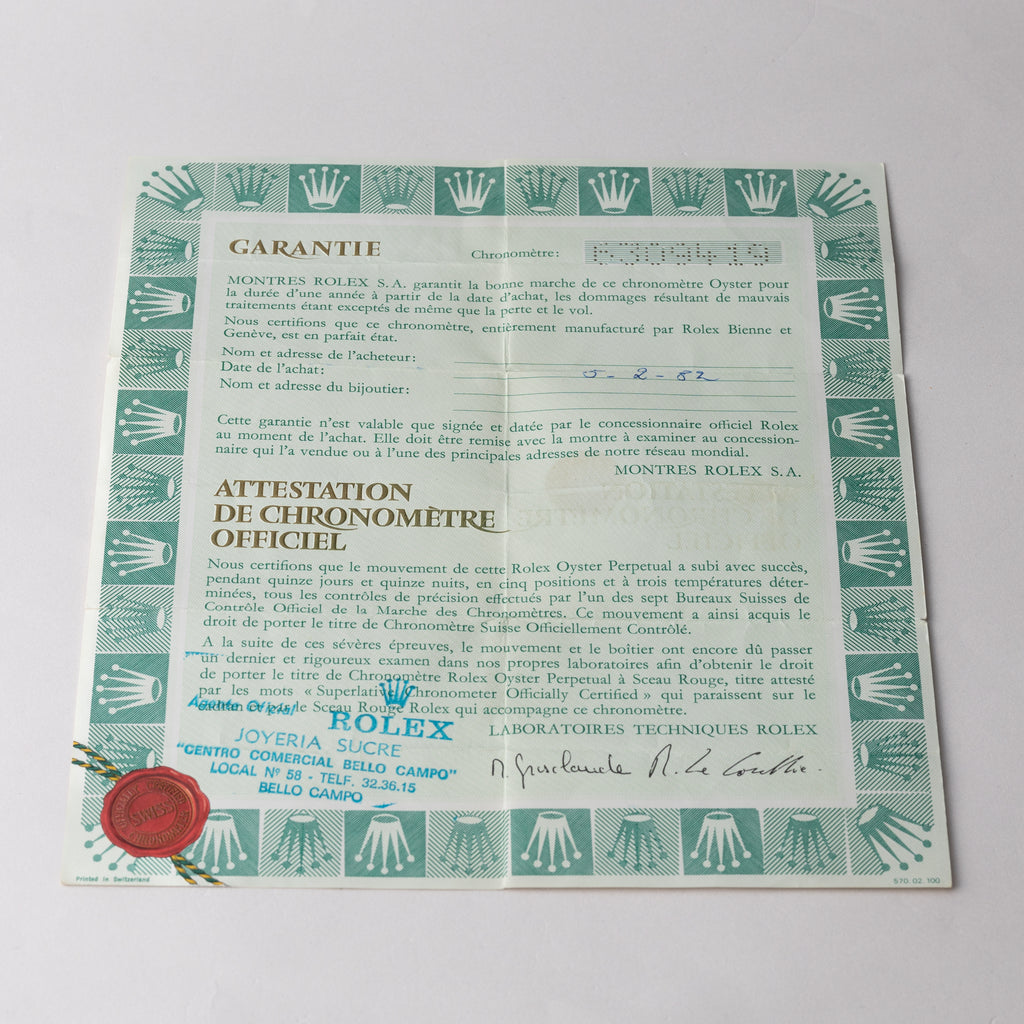 GARANTIE
Chronomètre: 6309419
MONTRES ROLEX S.A. garantit la bonne marche de ce chronomètre Oyster pour
la durée d'une année à partir de la date d'achat, les dommages résultant de mauvais
traitements étant exceptés de même que la perte et le vol.
Nous certifions que ce chronomètre, entièrement manufacturé par Rolex Bienne et
Genève, est en parfait état.
Nom et adresse de l'acheteur:
Date de l'achat: 5-2-82
Nom et adresse du bijoutier:
Cette garantie n'est valable que signée et datée par le concessionnaire officiel Rolex
au moment de l'achat. Elle doit être remise avec la montre à examiner au concession-
naire qui l'a vendue ou à l'une des principales adresses de notre réseau mondial.
MONTRES ROLEX S.A.
ATTESTATION
DE CHRONOMÈTRE
OFFICIEL
Nous certifions que le mouvement de cette Rolex Oyster Perpetual a subi avec succès,
pendant quinze jours et quinze nuits, en cinq positions et à trois températures déter-
minées, tous les contrôles de précision effectués par l'un des sept Bureaux Suisses de
Contrôle Officiel de la Marche des Chronomètres. Ce mouvement a ainsi acquis le
droit de porter le titre de Chronomètre Suisse Officiellement Contrôlé.
A la suite de ces sévères épreuves, le mouvement et le boîtier ont encore dû passer
un dernier et rigoureux examen dans nos propres laboratoires afin d'obtenir le droit
de porter le titre de Chronomètre Rolex Oyster Perpetual à Sceau Rouge, titre attesté
par les mots « Superlative Chronometer Officially Certified » qui paraissent sur le
cadran et par le Sceau Rouge Rolex qui accompagne ce chronomètre.
LABORATOIRES TECHNIQUES ROLEX
Agente Oficial
ROLEX
JOYERIA SUCRE
"CENTRO COMERCIAL BELLO CAMPO"
LOCAL Nº 58 - TELF. 32.36.15
BELLO CAMPO
SWISS
CHRONOMETER
Printed in Switzerland
570.02.100